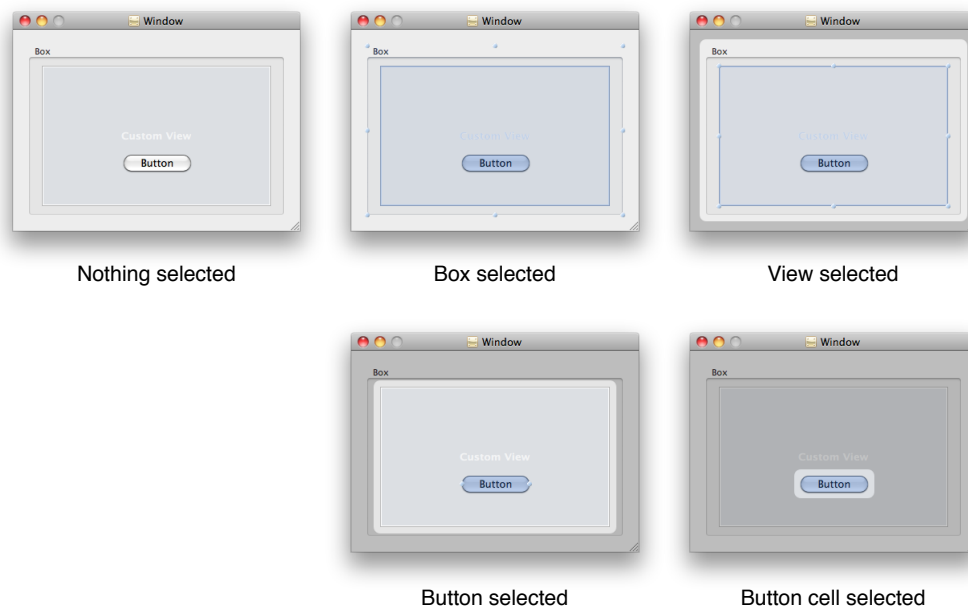 Window
Box
Custom View
Button
Nothing selected
Window
Box
Custom View
Button
Box selected
Window
Box
Custom View
Button
View selected
Window
Box
Custom View
Button
Button selected
Window
Box
Custom View
Button
Button cell selected